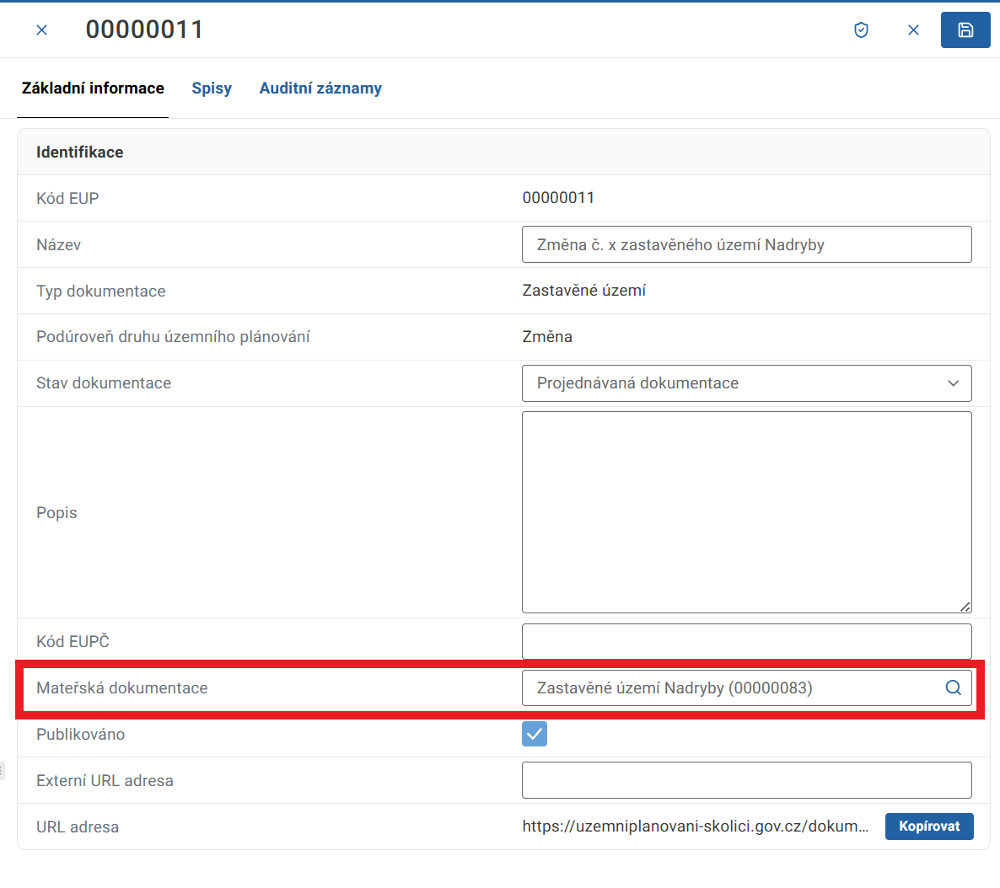 00000011
Základní informace Spisy Auditní záznamy
Identifikace
Kód EUP 00000011
Název Změna č. x zastavěného území Nadryby
Typ dokumentace Zastavěné území
Podúroveň druhu územního plánování Změna
Stav dokumentace Projednávaná dokumentace
Popis
Kód EUPČ
Mateřská dokumentace Zastavěné území Nadryby (00000083)
Publikováno
Externí URL adresa
URL adresa https://uzemniplanovani-skolici.gov.cz/dokum... Kopírovat